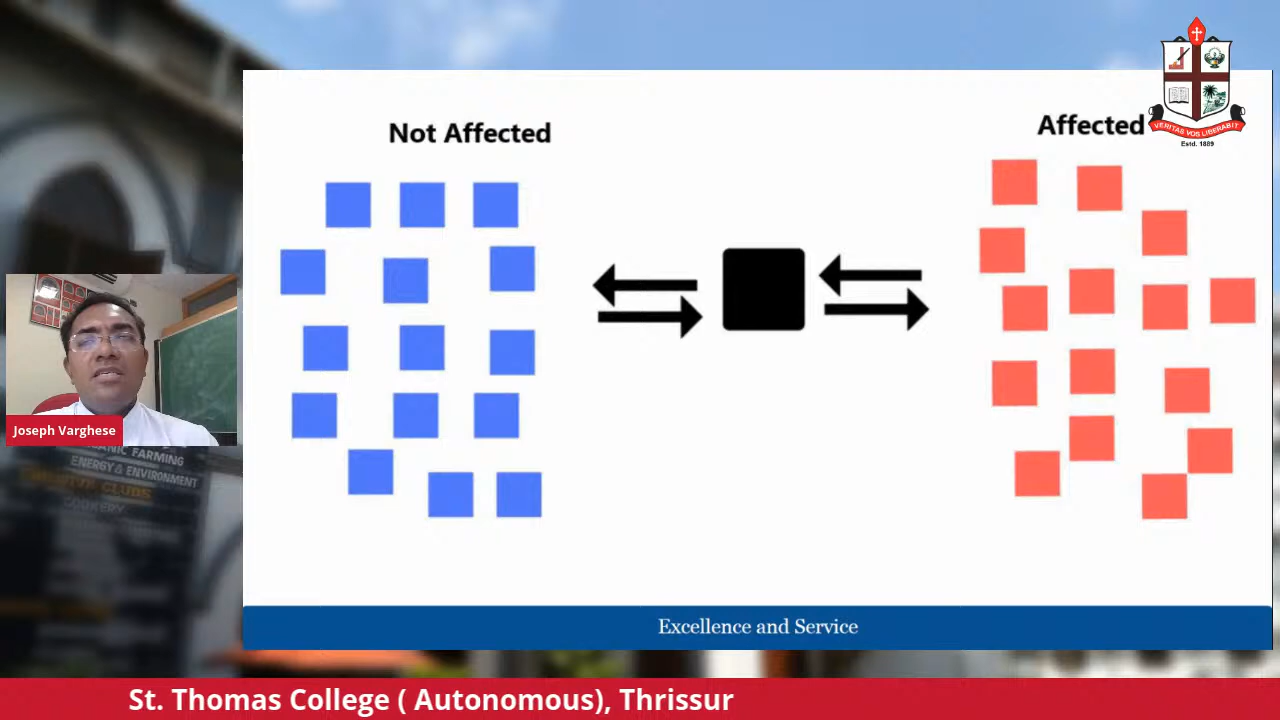 Not Affected
Affected
VERITAS VOS LIBERABIT
Estd. 1889
Joseph Varghese
ORGANIC FARMING
ENERGY & ENVIRONMENT
CLUBS
COOKERY
Excellence and Service
St. Thomas College ( Autonomous), Thrissur